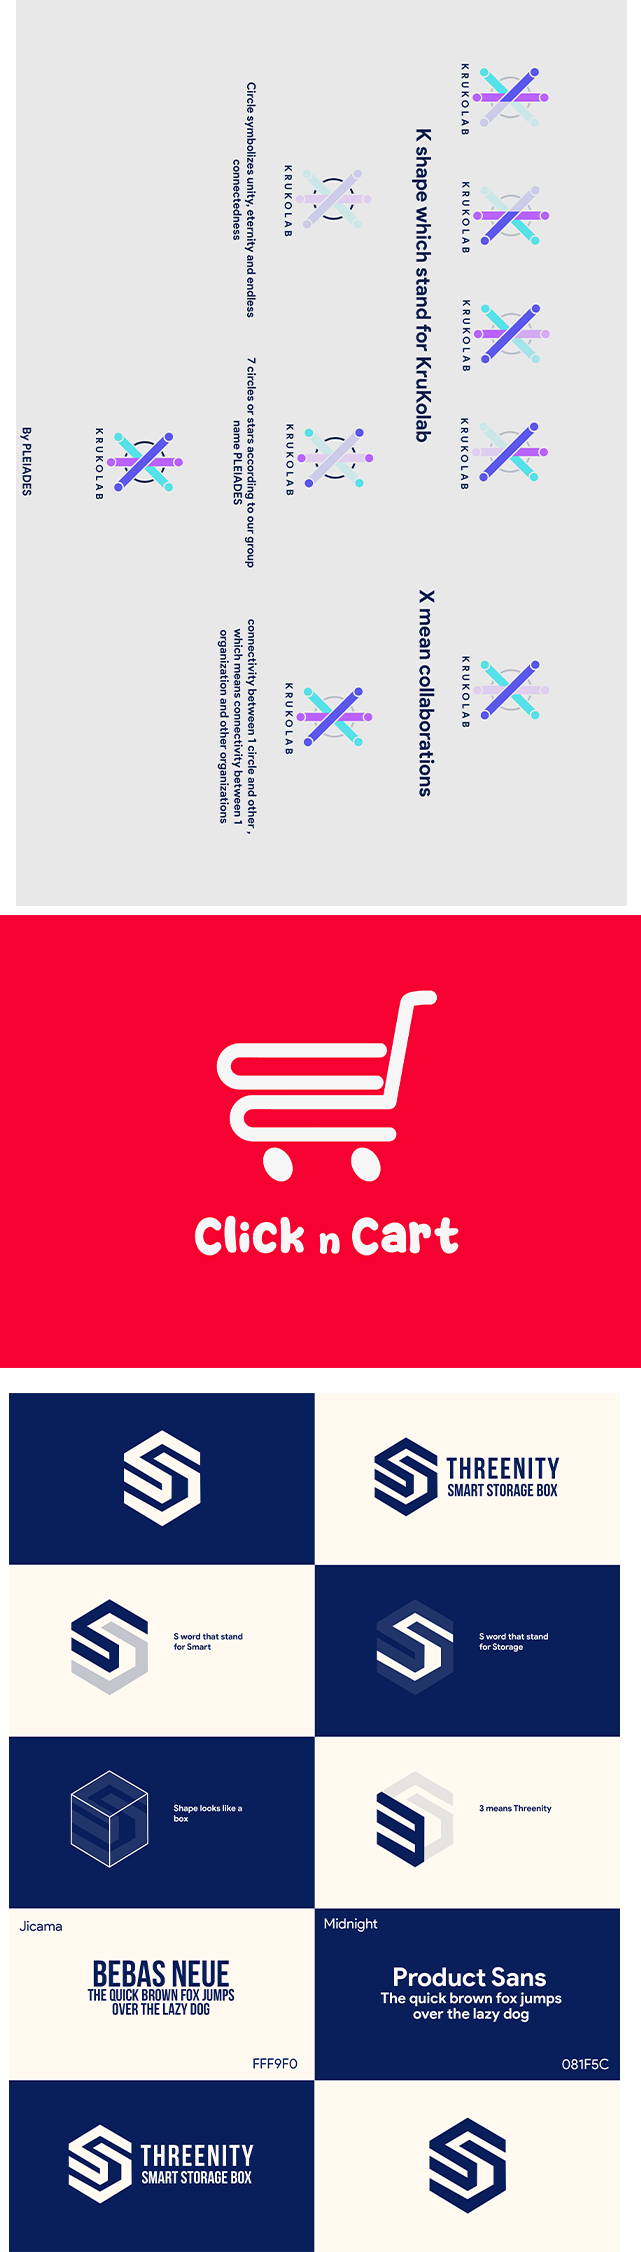 KRUKOLAB
KRUKOLAB
KRUKOLAB
KRUKOLAB
KRUKOLAB
K shape which stand for KruKolab
X mean collaborations
KRUKOLAB
Circle symbolizes unity, eternity and endless
connectedness
KRUKOLAB
7 circles or stars according to our group
name PLEIADES
KRUKOLAB
connectivity between 1 circle and other ,
which means connectivity between 1
organization and other organizations
KRUKOLAB
By PLEIADES
Click n Cart
THREENITY
SMART STORAGE BOX
S word that stand
for Smart
S word that stand
for Storage
Shape looks like a
box
3 means Threenity
Jicama
BEBAS NEUE
THE QUICK BROWN FOX JUMPS
OVER THE LAZY DOG
FFF9F0
Midnight
Product Sans
The quick brown fox jumps
over the lazy dog
081F5C
THREENITY
SMART STORAGE BOX